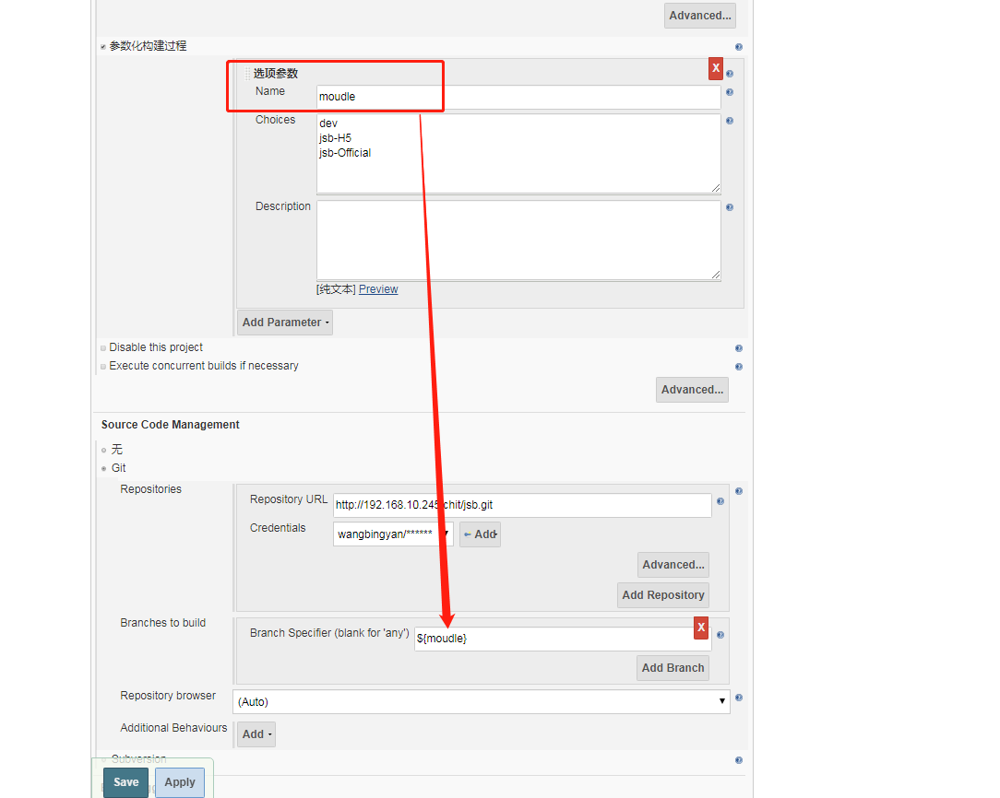 Advanced...
参数化构建过程
选项参数
X
Name
moudle
Choices
dev
jsb-H5
jsb-Official
Description
[纯文本] Preview
Add Parameter
Disable this project
Execute concurrent builds if necessary
Advanced...
Source Code Management
无
Git
Repositories
Repository URL
http://192.168.10.245/chit/jsb.git
Credentials
wangbingyan/******
Add
Advanced...
Add Repository
Branches to build
X
Branch Specifier (blank for 'any')
${moudle}
Add Branch
Repository browser
(Auto)
Additional Behaviours
Add
Subversion
Save
Apply